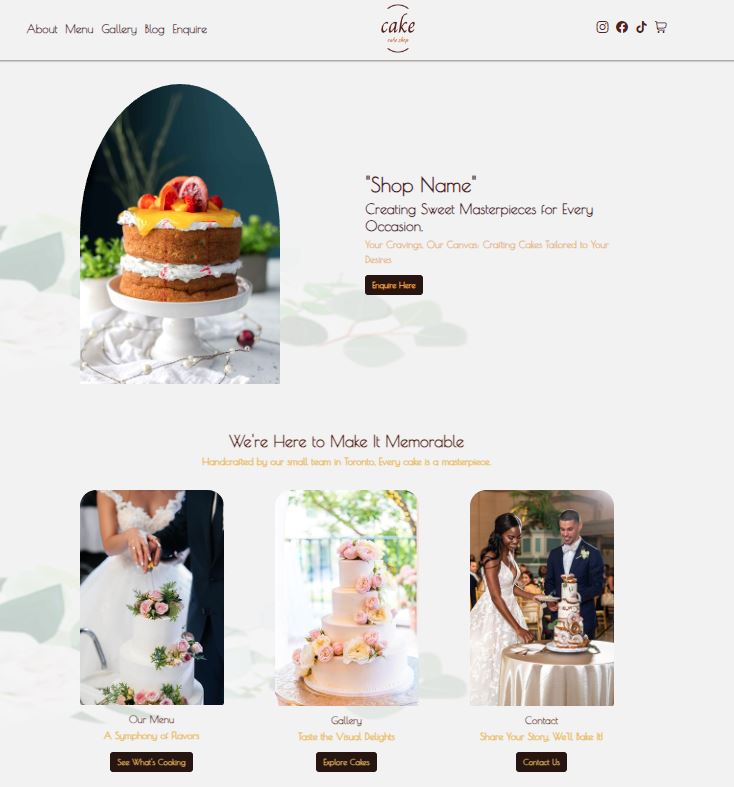 About Menu Gallery Blog Enquire
cake
cake shop
"Shop Name"
Creating Sweet Masterpieces for Every
Occasion.
Your Cravings, Our Canvas: Crafting Cakes Tailored to Your
Desires
Enquire Here
We're Here to Make It Memorable
Handcrafted by our small team in Toronto, Every cake is a masterpiece.
Our Menu
A Symphony of Flavors
See What's Cooking
Gallery
Taste the Visual Delights
Explore Cakes
Contact
Share Your Story, We'll Bake It!
Contact Us